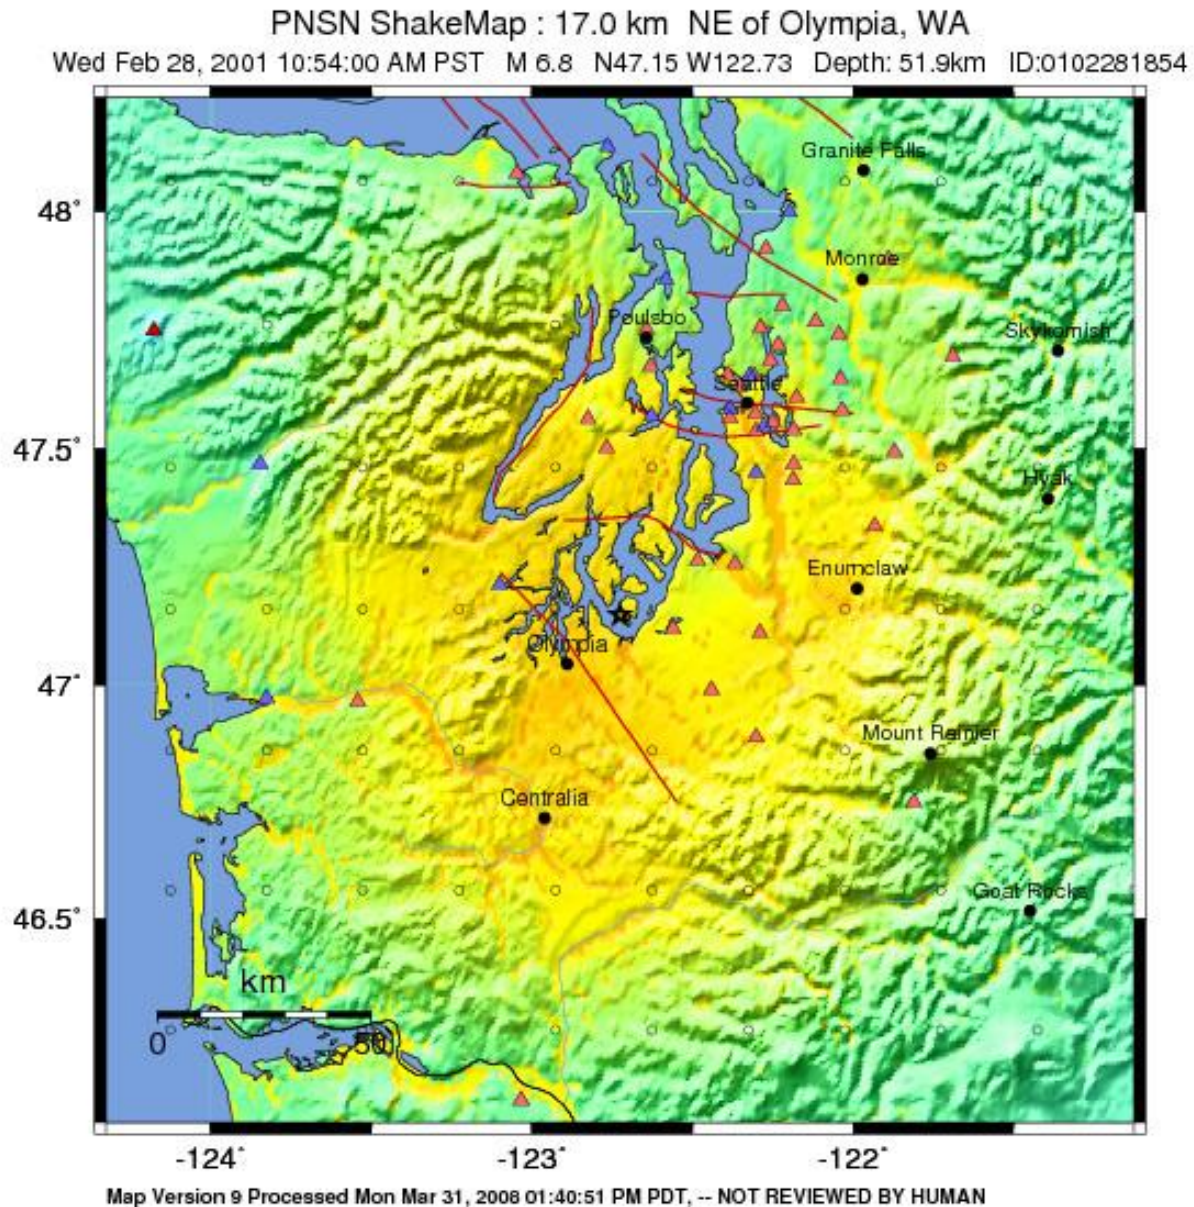 PNSN ShakeMap : 17.0 km NE of Olympia, WA
Wed Feb 28, 2001 10:54:00 AM PST M 6.8 N47.15 W122.73 Depth: 51.9km ID:0102281854
Granite Falls
48°
Monroe
Poulsbo
Skykomish
Seattle
47.5°
Hyak
Enumclaw
Olympia
47°
Mount Rainier
Centralia
Goat Rocks
46.5°
km
0 50
-124° -123° -122°
Map Version 9 Processed Mon Mar 31, 2008 01:40:51 PM PDT, -- NOT REVIEWED BY HUMAN